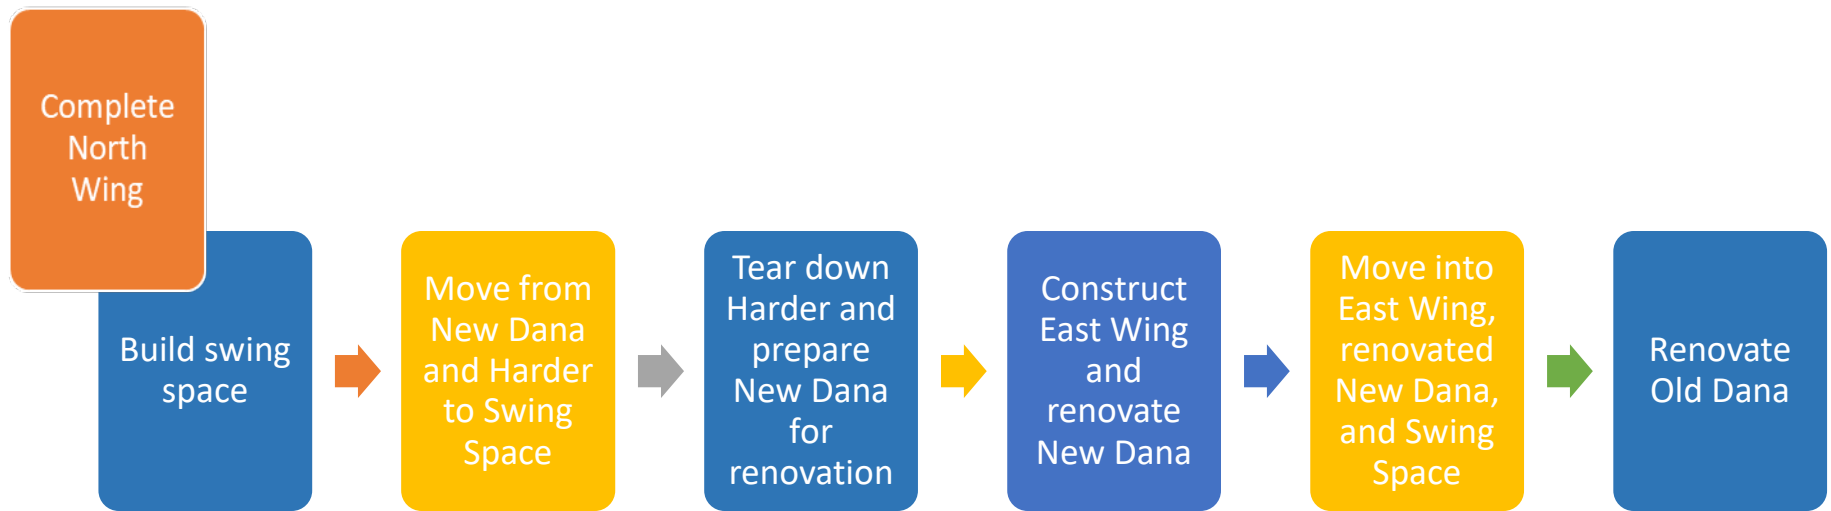 Complete
North
Wing
Build swing
space
Move from
New Dana
and Harder
to Swing
Space
Tear down
Harder and
prepare
New Dana
for
renovation
Construct
East Wing
and
renovate
New Dana
Move into
East Wing,
renovated
New Dana,
and Swing
Space
Renovate
Old Dana